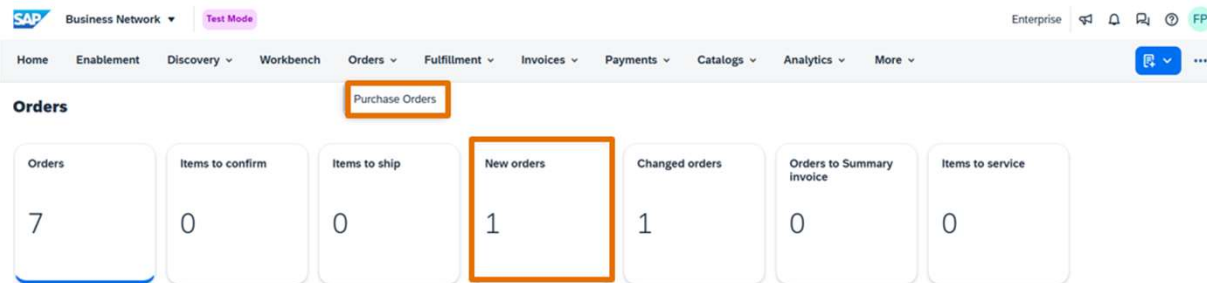 SAP Business Network Test Mode Enterprise FP
Home Enablement Discovery Workbench Orders Fulfillment Invoices Payments Catalogs Analytics More
Purchase Orders
Orders
Orders Items to confirm Items to ship New orders Changed orders Orders to Summary Items to service
invoice
7 0 0 1 1 0 0